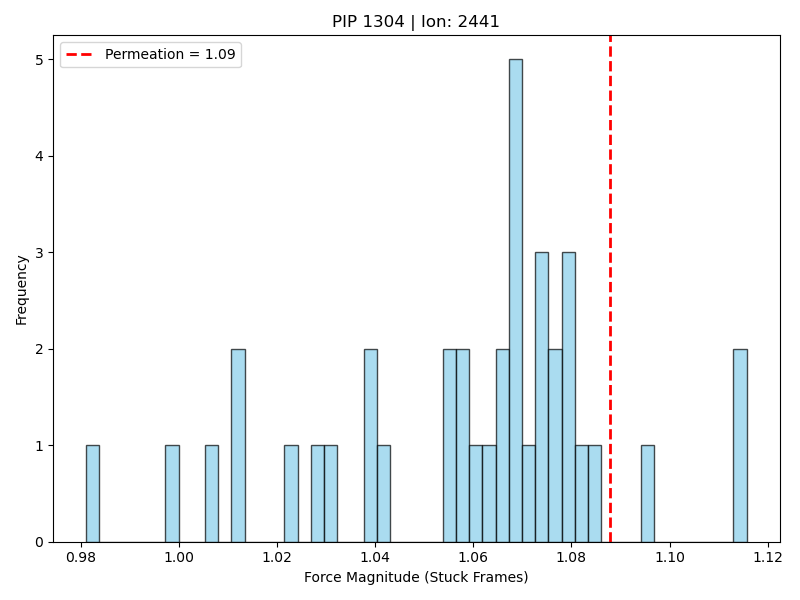 PIP 1304 | Ion: 2441
Permeation = 1.09
Frequency
5
4
3
2
1
0
0.98 1.00 1.02 1.04 1.06 1.08 1.10 1.12
Force Magnitude (Stuck Frames)